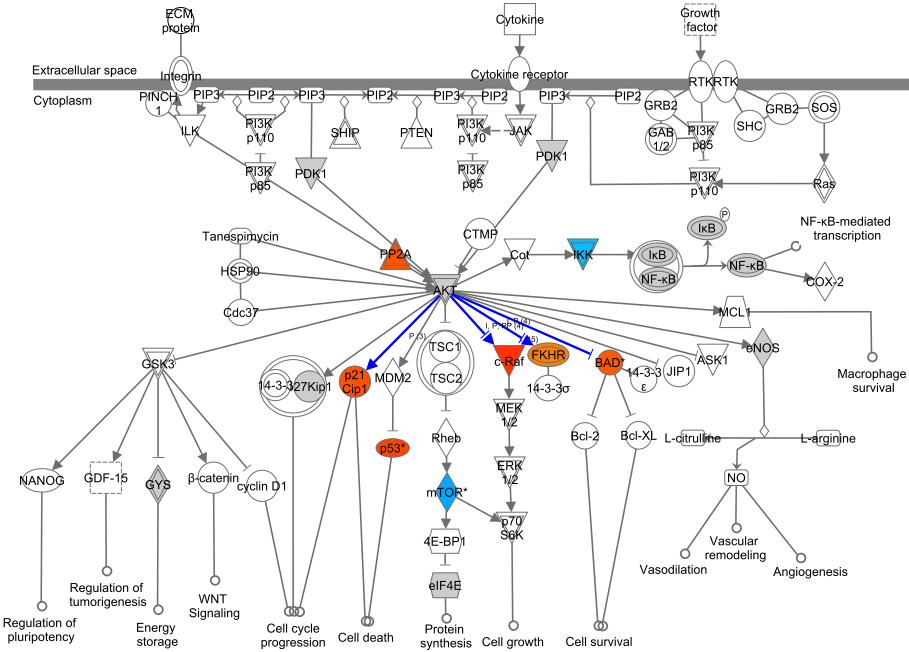 ECM
protein
Cytokine
Growth
factor
Extracellular space
Integrin
Cytokine receptor
RTK
RTK
Cytoplasm
PINCH
1
PIP3
PIP2
PIP3
PIP2
PIP3
PIP2
PIP3
PIP2
GRB2
GRB2
SOS
ILK
PI3K
p110
SHIP
PTEN
PI3K
p110
JAK
GAB
1/2
PI3K
p85
SHC
PI3K
p85
PDK1
PI3K
p85
PDK1
PI3K
p110
Ras
Tanespimycin
CTMP
IκB
P
NF-κB-mediated
transcription
PP2A
Cot
IKK
IκB
NF-κB
NF-κB
COX-2
HSP90
AKT
Cdc37
MCL1
P (3)
I, P, PP (4)
GSK3
TSC1
c-Raf
FKHR
BAD*
14-3-3
ε
JIP1
ASK1
eNOS
Macrophage
survival
14-3-3
27Kip1
p21
Cip1
MDM2
TSC2
14-3-3σ
MEK
1/2
Rheb
Bcl-2
Bcl-XL
L-citrulline
L-arginine
p53*
NANOG
GDF-15
GYS
β-catenin
cyclin D1
mTOR*
ERK
1/2
NO
4E-BP1
p70
S6K
Vascular
remodeling
Vasodilation
Angiogenesis
eIF4E
Regulation of
pluripotency
Regulation of
tumorigenesis
Energy
storage
WNT
Signaling
Cell cycle
progression
Cell death
Protein
synthesis
Cell growth
Cell survival